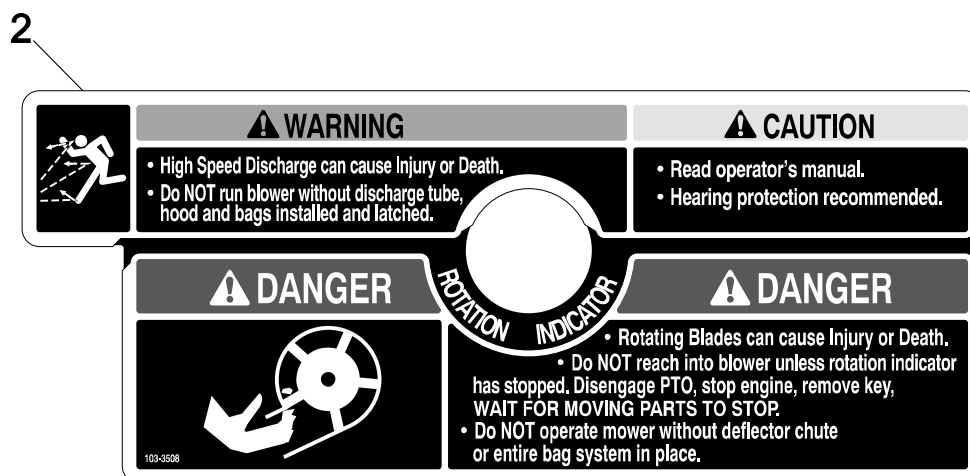 2
WARNING
• High Speed Discharge can cause Injury or Death.
• Do NOT run blower without discharge tube,
hood and bags installed and latched.
CAUTION
• Read operator's manual.
• Hearing protection recommended.
ROTATION INDICATOR
DANGER
103-3508
DANGER
• Rotating Blades can cause Injury or Death.
• Do NOT reach into blower unless rotation indicator
has stopped. Disengage PTO, stop engine, remove key,
WAIT FOR MOVING PARTS TO STOP.
• Do NOT operate mower without deflector chute
or entire bag system in place.